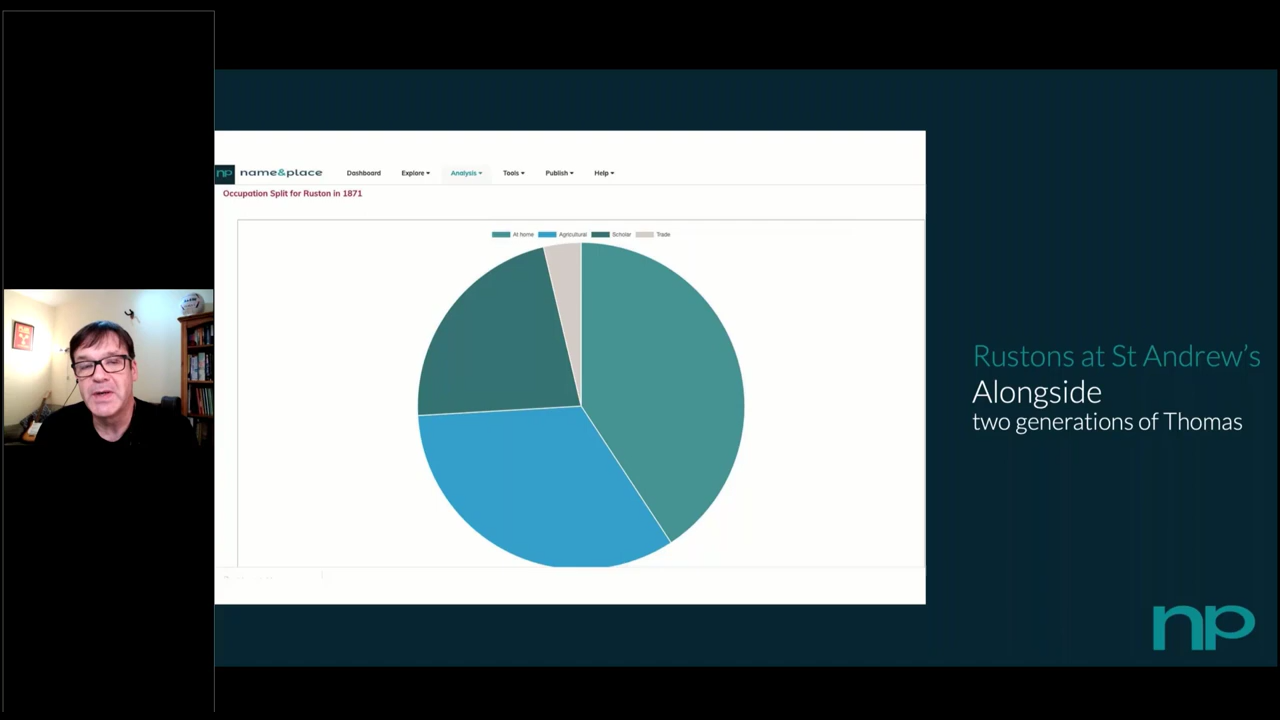 np name&place Dashboard Explore Analysis Tools Publish Help
Occupation Split for Ruston in 1871
At home Agricultural Scholar Trade
Rustons at St Andrew's
Alongside
two generations of Thomas
np